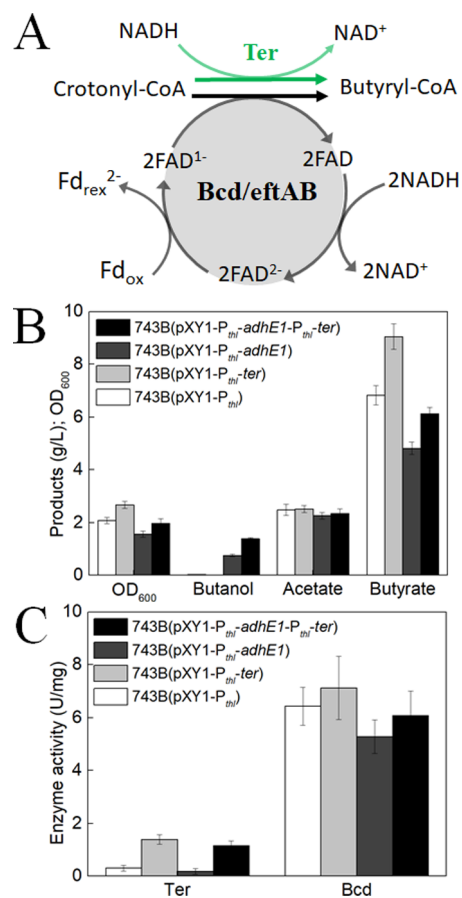 A
NADH
NAD+
Ter
Crotonyl-CoA
Butyryl-CoA
2FAD1-
2FAD
Fdrex2-
Bcd/eftAB
2NADH
Fdox
2FAD2-
2NAD+
B
743B(pXY1-Pthl-adhE1-Pthl-ter)
743B(pXY1-Pthl-adhE1)
743B(pXY1-Pthl-ter)
743B(pXY1-Pthl)
Products (g/L); OD600
10
8
6
4
2
0
OD600 Butanol Acetate Butyrate
C
743B(pXY1-Pthl-adhE1-Pthl-ter)
743B(pXY1-Pthl-adhE1)
743B(pXY1-Pthl-ter)
743B(pXY1-Pthl)
Enzyme activity (U/mg)
10
8
6
4
2
0
Ter Bcd